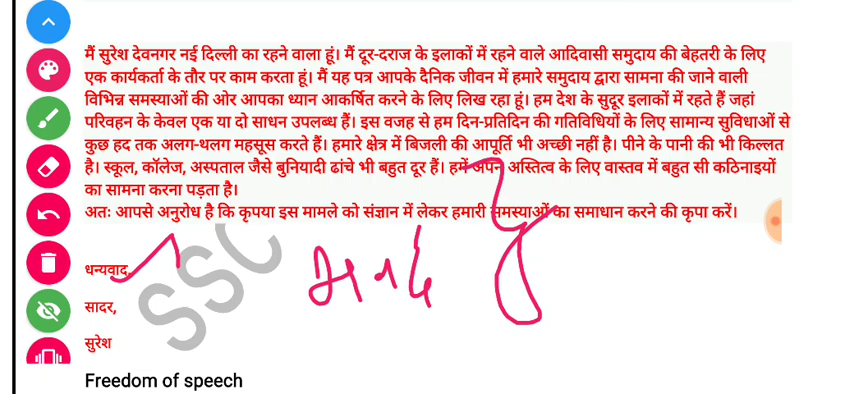 मैं सुरेश देवनगर नई दिल्ली का रहने वाला हूं। मैं दूर-दराज के इलाकों में रहने वाले आदिवासी समुदाय की बेहतरी के लिए
एक कार्यकर्ता के तौर पर काम करता हूं। मैं यह पत्र आपके दैनिक जीवन में हमारे समुदाय द्वारा सामना की जाने वाली
विभिन्न समस्याओं की ओर आपका ध्यान आकर्षित करने के लिए लिख रहा हूं। हम देश के सुदूर इलाकों में रहते हैं जहां
परिवहन के केवल एक या दो साधन उपलब्ध हैं। इस वजह से हम दिन-प्रतिदिन की गतिविधियों के लिए सामान्य सुविधाओं से
कुछ हद तक अलग-थलग महसूस करते हैं। हमारे क्षेत्र में बिजली की आपूर्ति भी अच्छी नहीं है। पीने के पानी की भी किल्लत
है। स्कूल, कॉलेज, अस्पताल जैसे बुनियादी ढांचे भी बहुत दूर हैं। हमें अपने अस्तित्व के लिए वास्तव में बहुत सी कठिनाइयों
का सामना करना पड़ता है।
अतः आपसे अनुरोध है कि कृपया इस मामले को संज्ञान में लेकर हमारी समस्याओं का समाधान करने की कृपा करें।
धन्यवाद,
सादर,
सुरेश
SSC
Freedom of speech